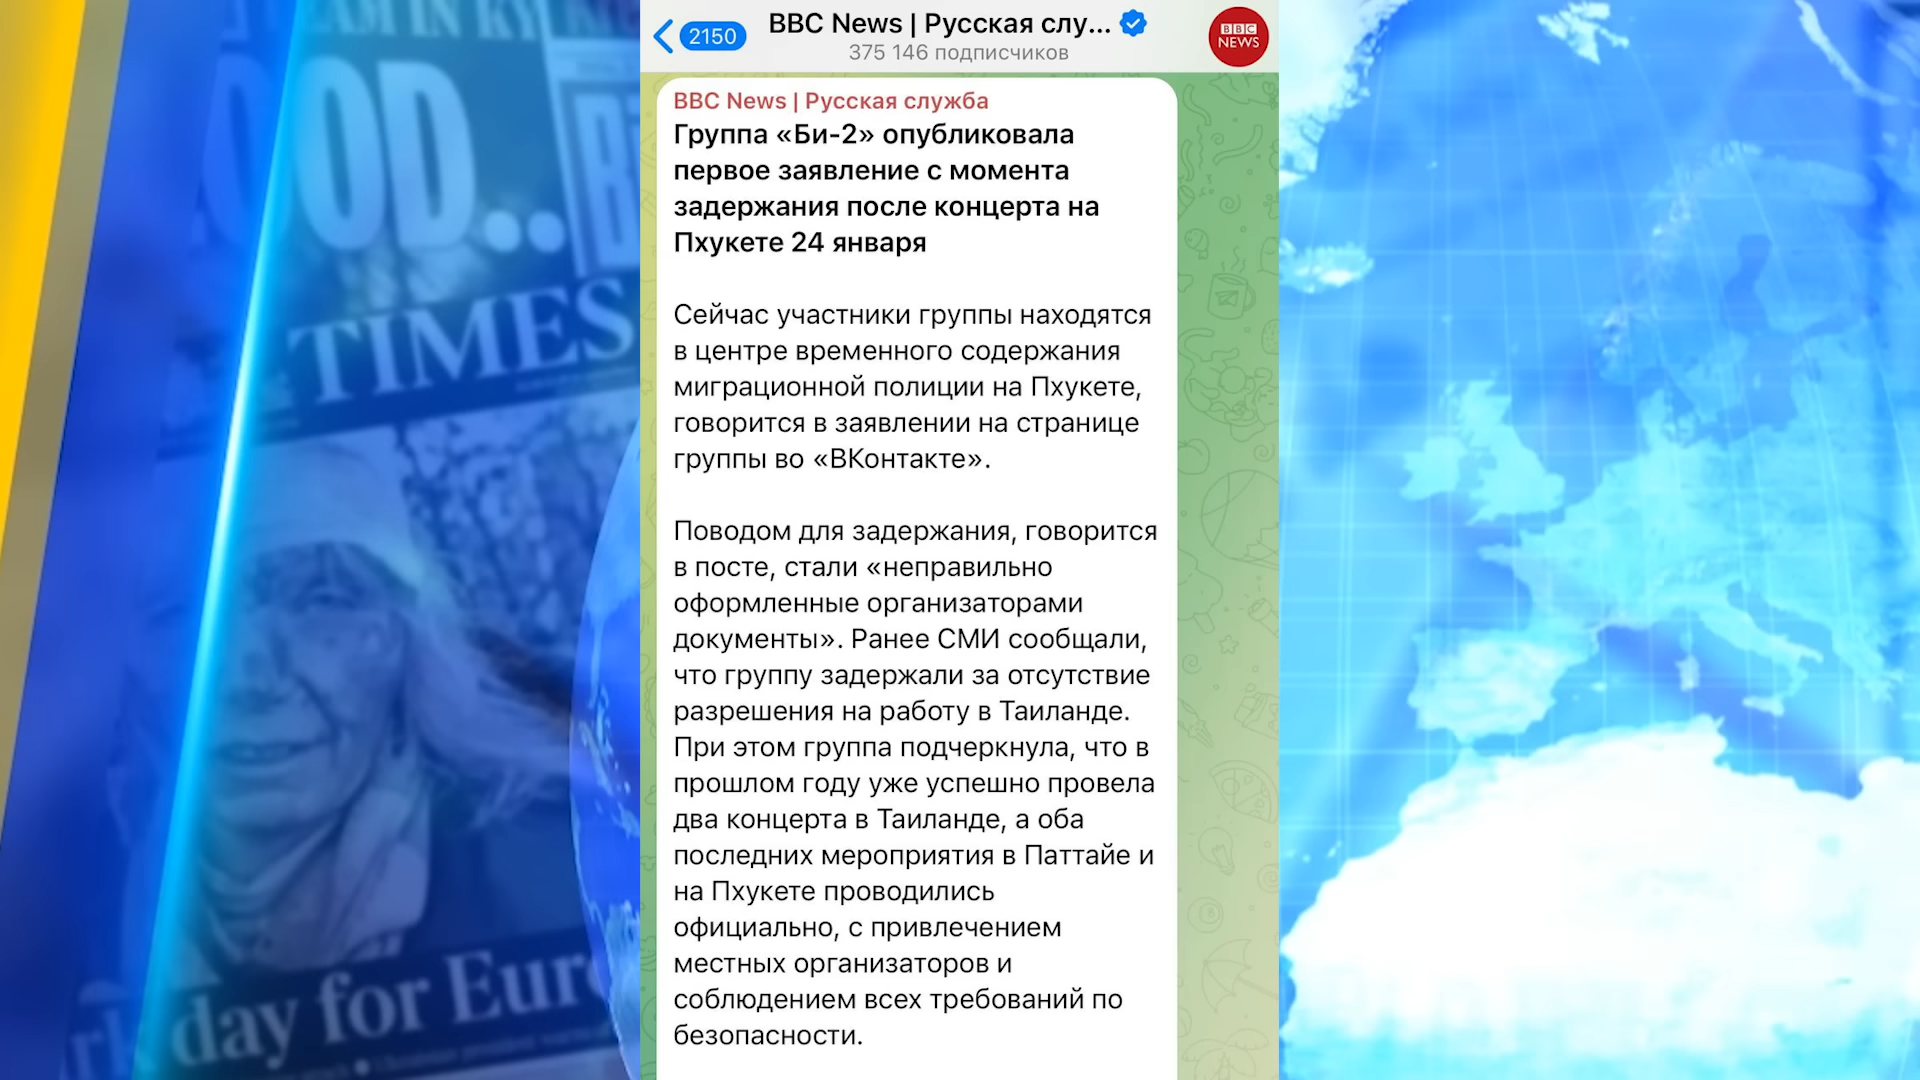 TEAM IN KY
OOD..
TIMES
day for Euro
2150
BBC News | Русская слу...
375 146 подписчиков
BBC
NEWS
BBC News | Русская служба
Группа «Би-2» опубликовала
первое заявление с момента
задержания после концерта на
Пхукете 24 января
Сейчас участники группы находятся
в центре временного содержания
миграционной полиции на Пхукете,
говорится в заявлении на странице
группы во «ВКонтакте».
Поводом для задержания, говорится
в посте, стали «неправильно
оформленные организаторами
документы». Ранее СМИ сообщали,
что группу задержали за отсутствие
разрешения на работу в Таиланде.
При этом группа подчеркнула, что в
прошлом году уже успешно провела
два концерта в Таиланде, а оба
последних мероприятия в Паттайе и
на Пхукете проводились
официально, с привлечением
местных организаторов и
соблюдением всех требований по
безопасности.